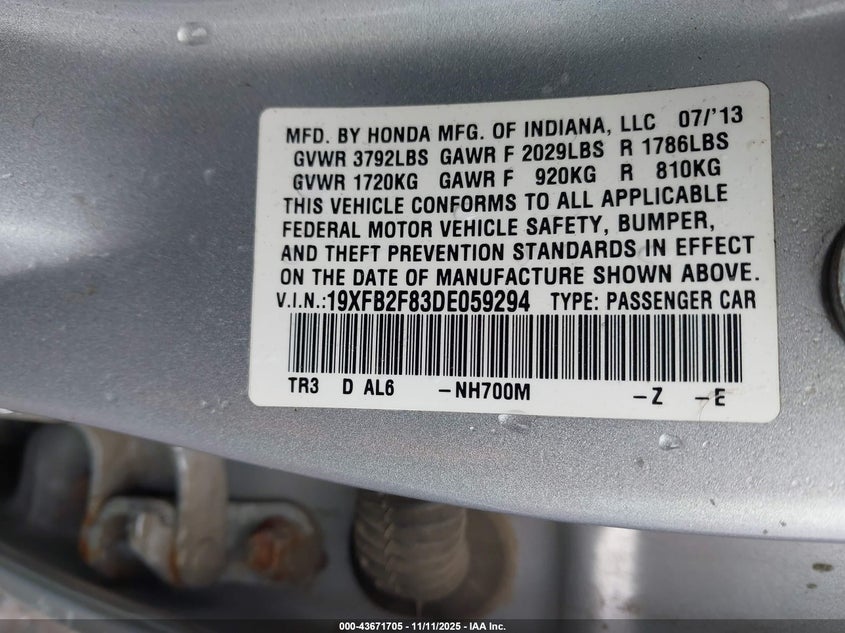 MFD. BY HONDA MFG. OF INDIANA, LLC 07/'13
GVWR 3792LBS GAWR F 2029LBS R 1786LBS
GVWR 1720KG GAWR F 920KG R 810KG
THIS VEHICLE CONFORMS TO ALL APPLICABLE
FEDERAL MOTOR VEHICLE SAFETY, BUMPER,
AND THEFT PREVENTION STANDARDS IN EFFECT
ON THE DATE OF MANUFACTURE SHOWN ABOVE.
V.I.N.:19XFB2F83DE059294 TYPE: PASSENGER CAR
TR3 D AL6 -NH700M -Z -E
000-43671705 - 11/11/2025 - IAA Inc.